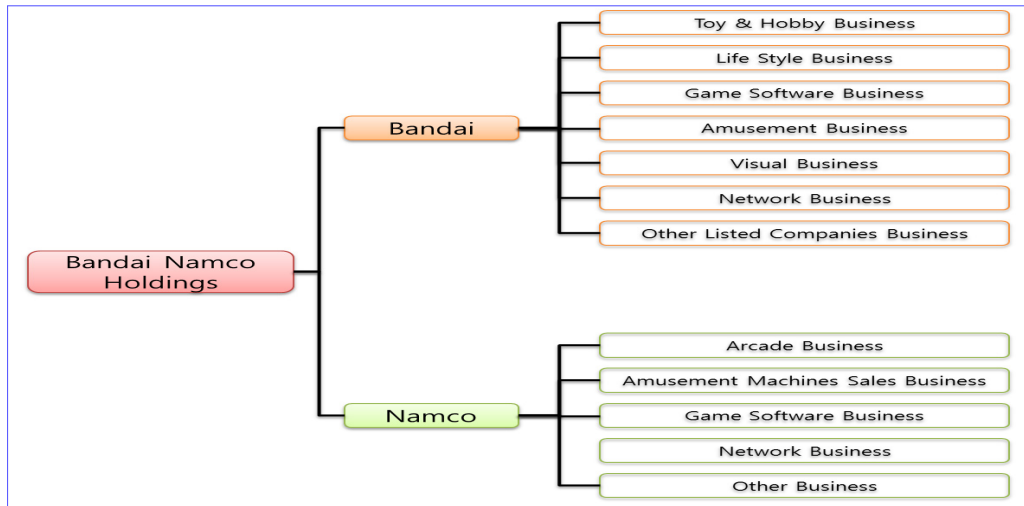 Toy & Hobby Business
Life Style Business
Game Software Business
Bandai
Amusement Business
Visual Business
Network Business
Other Listed Companies Business
Bandai Namco
Holdings
Arcade Business
Amusement Machines Sales Business
Namco
Game Software Business
Network Business
Other Business